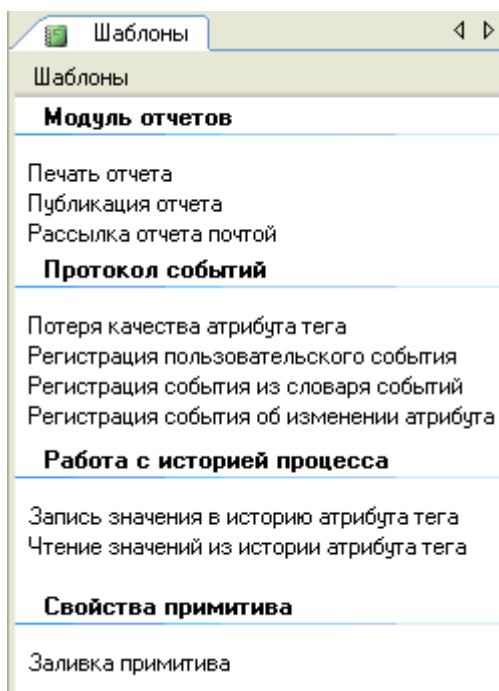 Шаблоны
Шаблоны
Модуль отчетов
Печать отчета
Публикация отчета
Рассылка отчета почтой
Протокол событий
Потеря качества атрибута тега
Регистрация пользовательского события
Регистрация события из словаря событий
Регистрация события об изменении атрибута
Работа с историей процесса
Запись значения в историю атрибута тега
Чтение значений из истории атрибута тега
Свойства примитива
Заливка примитива